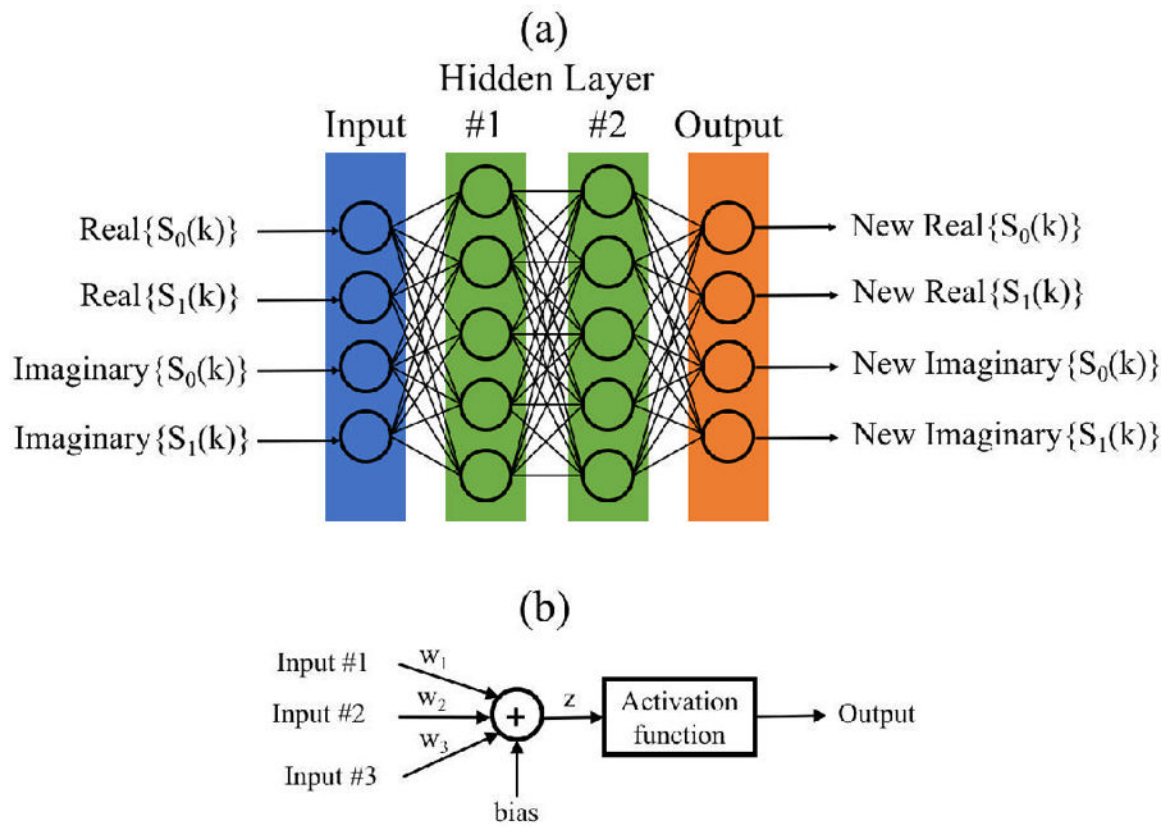 (a)
Hidden Layer
Input #1 #2 Output
Real{S₀(k)} New Real{S₀(k)}
Real{S₁(k)} New Real{S₁(k)}
Imaginary{S₀(k)} New Imaginary{S₀(k)}
Imaginary{S₁(k)} New Imaginary{S₁(k)}
(b)
Input #1 w₁
Input #2 w₂ + z Activation function Output
Input #3 w₃
bias